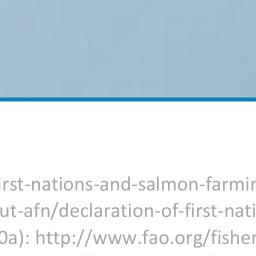 irst-nations-and-salmon-farmin
ut-afn/declaration-of-first-nati
0a): http://www.fao.org/fisher